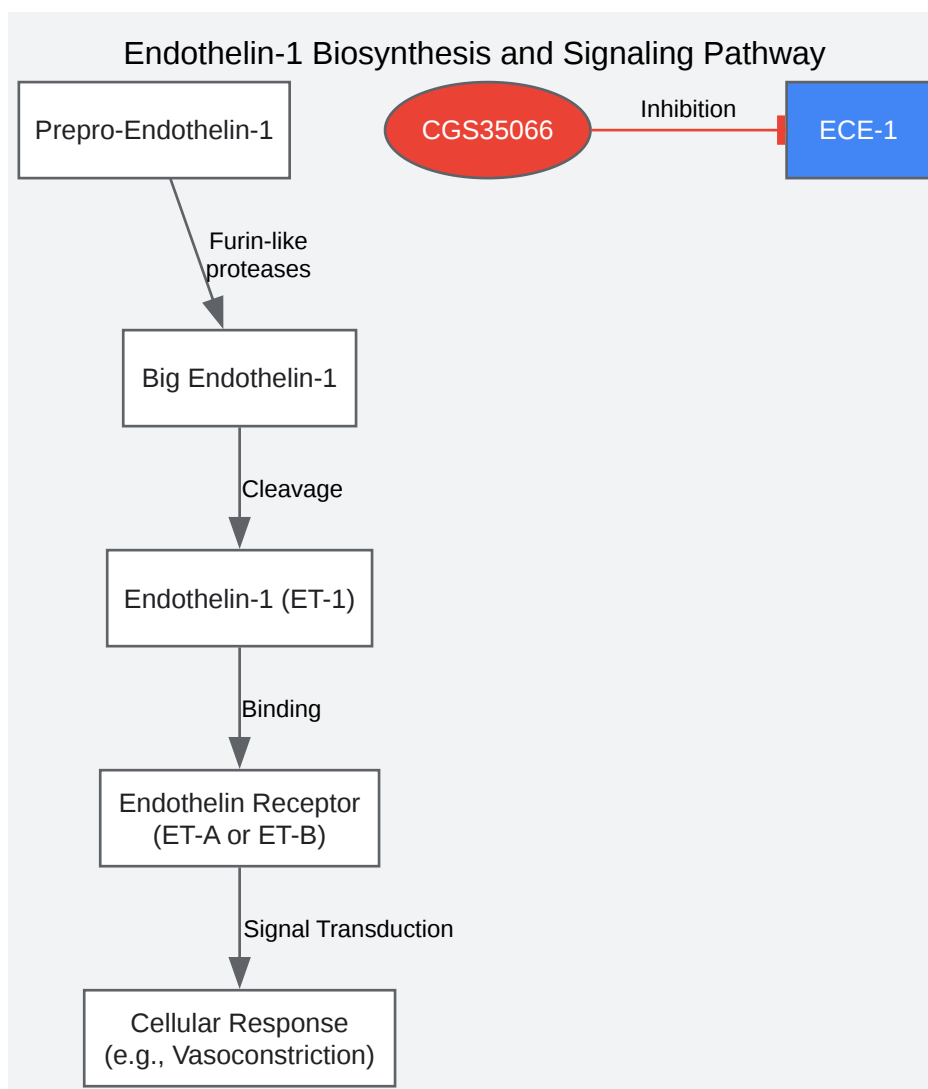 Endothelin-1 Biosynthesis and Signaling Pathway
Prepro-Endothelin-1
CGS35066
Inhibition
ECE-1
Furin-like
proteases
Big Endothelin-1
Cleavage
Endothelin-1 (ET-1)
Binding
Endothelin Receptor
(ET-A or ET-B)
Signal Transduction
Cellular Response
(e.g., Vasoconstriction)